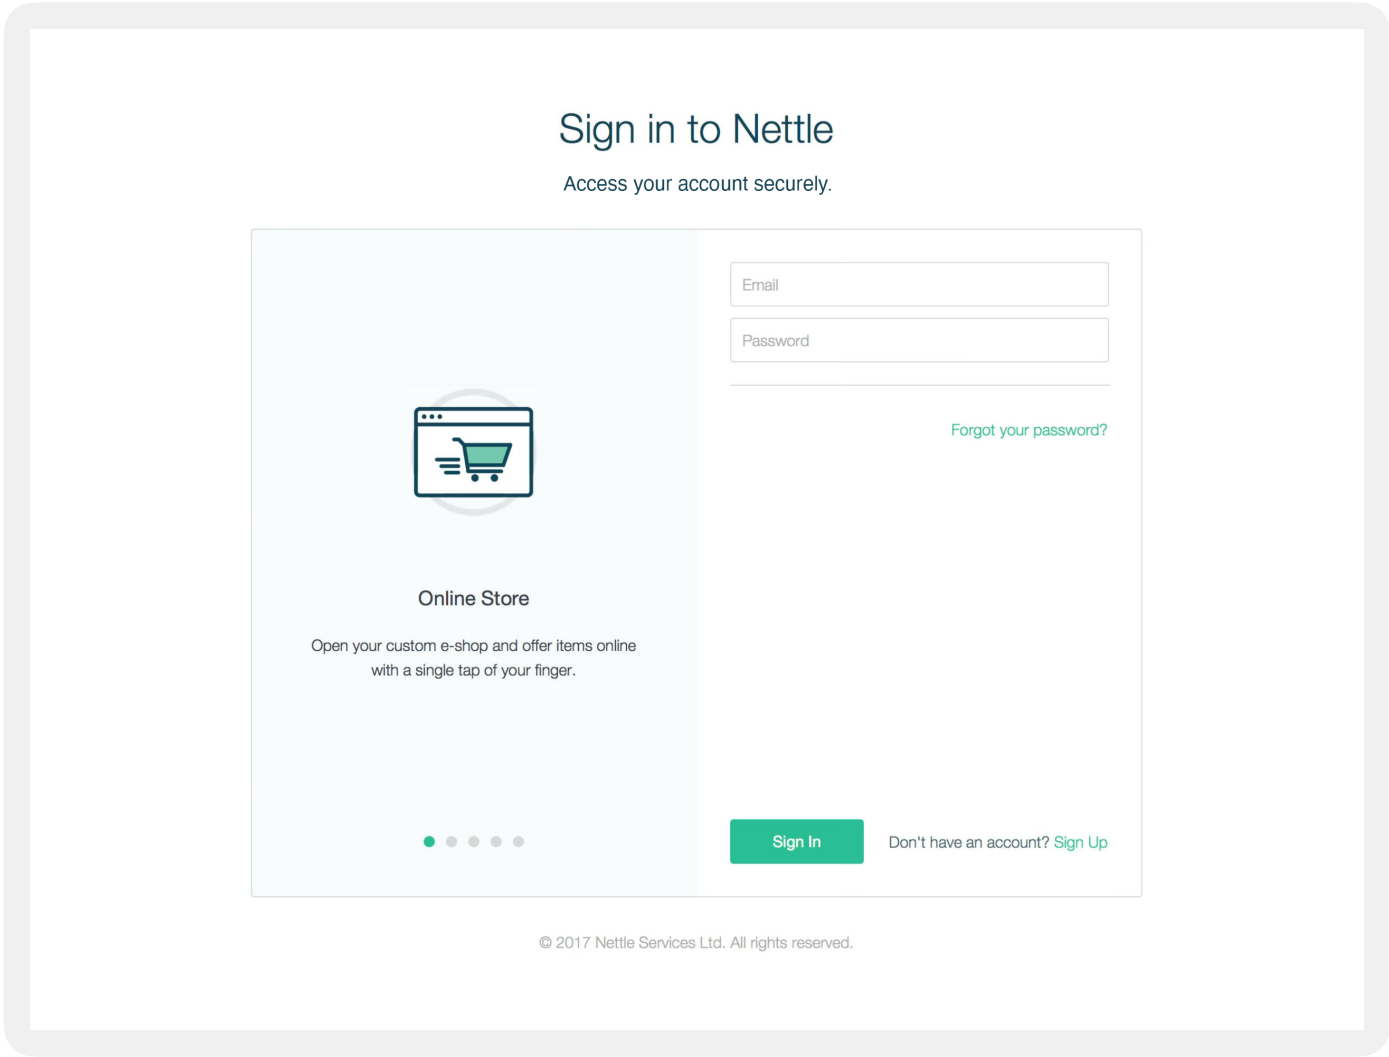 Sign in to Nettle
Access your account securely.
Email
Password
Forgot your password?
Online Store
Open your custom e-shop and offer items online
with a single tap of your finger.
Sign In
Don't have an account? Sign Up
© 2017 Nettle Services Ltd. All rights reserved.